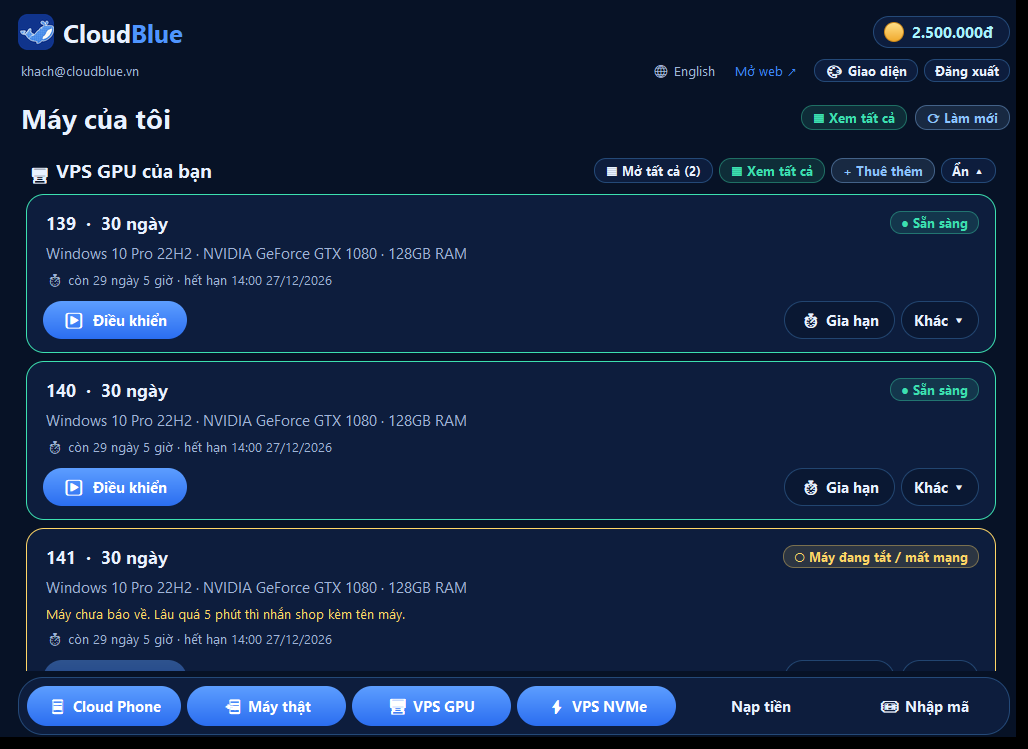 CloudBlue
2.500.000đ
khach@cloudblue.vn
English
Mở web ↗
Giao diện
Đăng xuất
Máy của tôi
Xem tất cả
Làm mới
VPS GPU của bạn
Mở tất cả (2)
Xem tất cả
+ Thuê thêm
Ẩn ▲
139 · 30 ngày
● Sẵn sàng
Windows 10 Pro 22H2 · NVIDIA GeForce GTX 1080 · 128GB RAM
còn 29 ngày 5 giờ · hết hạn 14:00 27/12/2026
Điều khiển
Gia hạn
Khác ▼
140 · 30 ngày
● Sẵn sàng
Windows 10 Pro 22H2 · NVIDIA GeForce GTX 1080 · 128GB RAM
còn 29 ngày 5 giờ · hết hạn 14:00 27/12/2026
Điều khiển
Gia hạn
Khác ▼
141 · 30 ngày
○ Máy đang tắt / mất mạng
Windows 10 Pro 22H2 · NVIDIA GeForce GTX 1080 · 128GB RAM
Máy chưa báo về. Lâu quá 5 phút thì nhắn shop kèm tên máy.
còn 29 ngày 5 giờ · hết hạn 14:00 27/12/2026
Cloud Phone
Máy thật
VPS GPU
VPS NVMe
Nạp tiền
Nhập mã